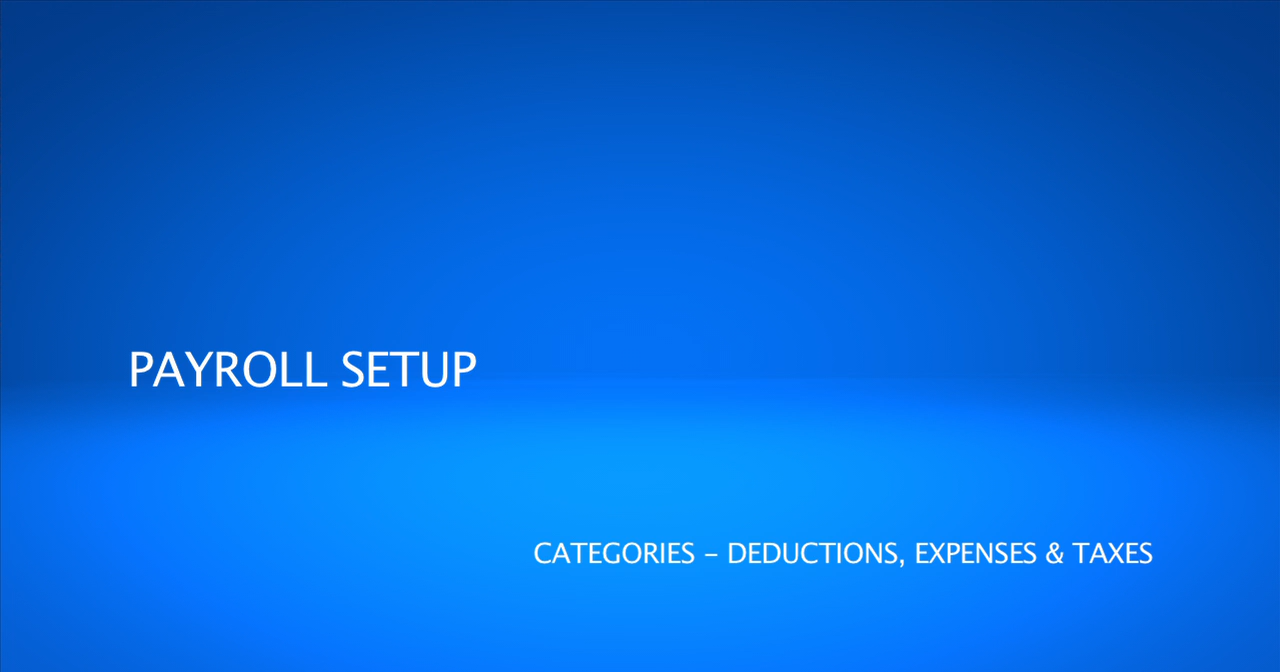 PAYROLL SETUP
CATEGORIES – DEDUCTIONS, EXPENSES & TAXES